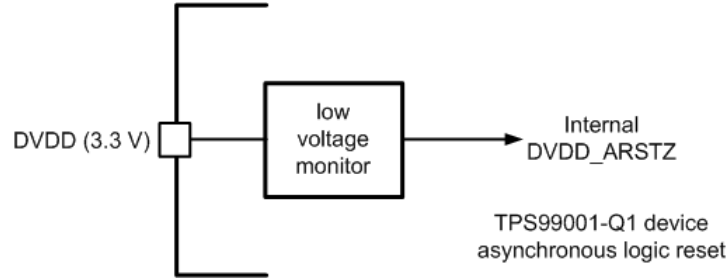 DVDD (3.3 V)
low
voltage
monitor
Internal
DVDD_ARSTZ
TPS99001-Q1 device
asynchronous logic reset